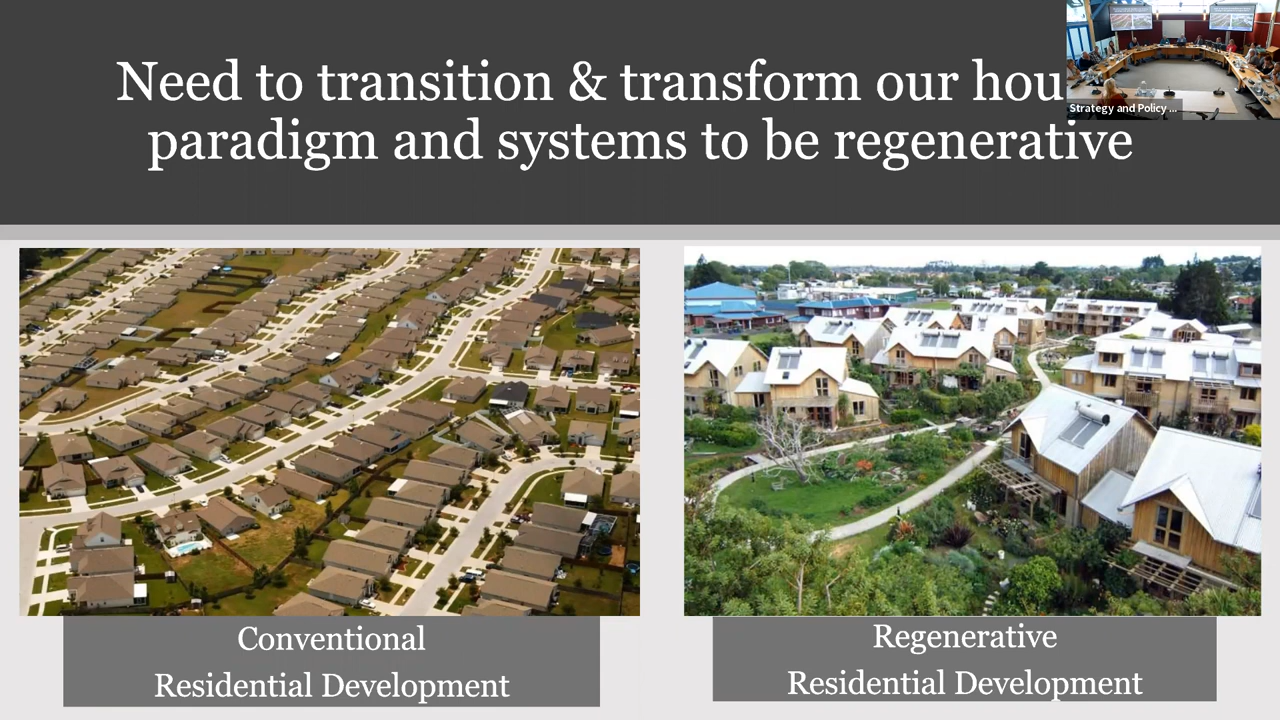 Need to transition & transform our hou
paradigm and systems to be regenerative
Strategy and Policy ...
Conventional
Residential Development
Regenerative
Residential Development